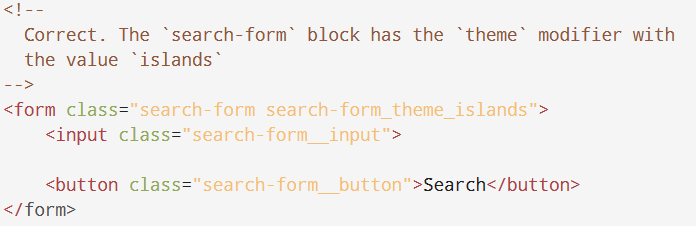 <!--
  Correct. The `search-form` block has the `theme` modifier with
  the value `islands`
-->
<form class="search-form search-form_theme_islands">
    <input class="search-form__input">

    <button class="search-form__button">Search</button>
</form>